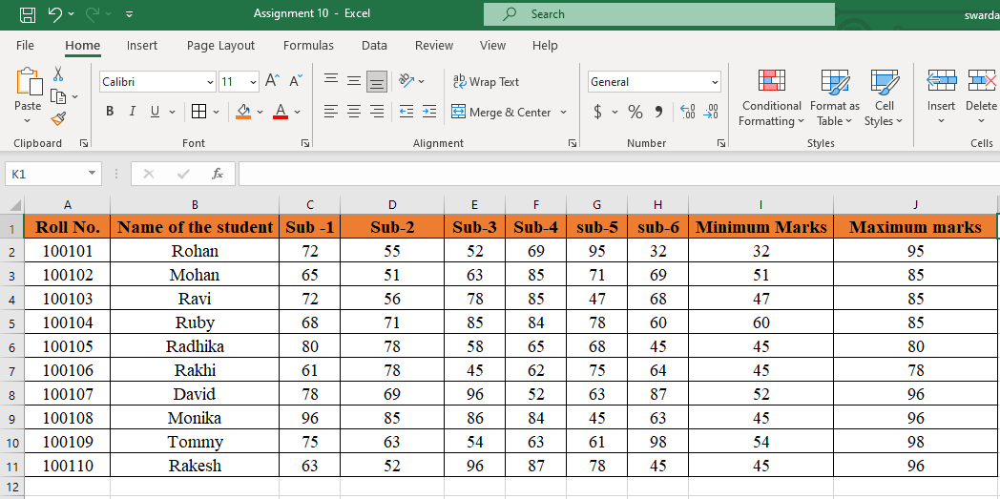 Assignment 10 - Excel
Search
swarda
File Home Insert Page Layout Formulas Data Review View Help
Paste
Calibri 11 A^ Aˇ
B I U A
ab Wrap Text
Merge & Center
General
$ % 9 .00 .0
Conditional Formatting
Format as Table
Cell Styles
Insert Delete
Clipboard Font Alignment Number Styles Cells
K1 fx
A B C D E F G H I J
1 Roll No. Name of the student Sub -1 Sub-2 Sub-3 Sub-4 sub-5 sub-6 Minimum Marks Maximum marks
2 100101 Rohan 72 55 52 69 95 32 32 95
3 100102 Mohan 65 51 63 85 71 69 51 85
4 100103 Ravi 72 56 78 85 47 68 47 85
5 100104 Ruby 68 71 85 84 78 60 60 85
6 100105 Radhika 80 78 58 65 68 45 45 80
7 100106 Rakhi 61 78 45 62 75 64 45 78
8 100107 David 78 69 96 52 63 87 52 96
9 100108 Monika 96 85 86 84 45 63 45 96
10 100109 Tommy 75 63 54 63 61 98 54 98
11 100110 Rakesh 63 52 96 87 78 45 45 96
12